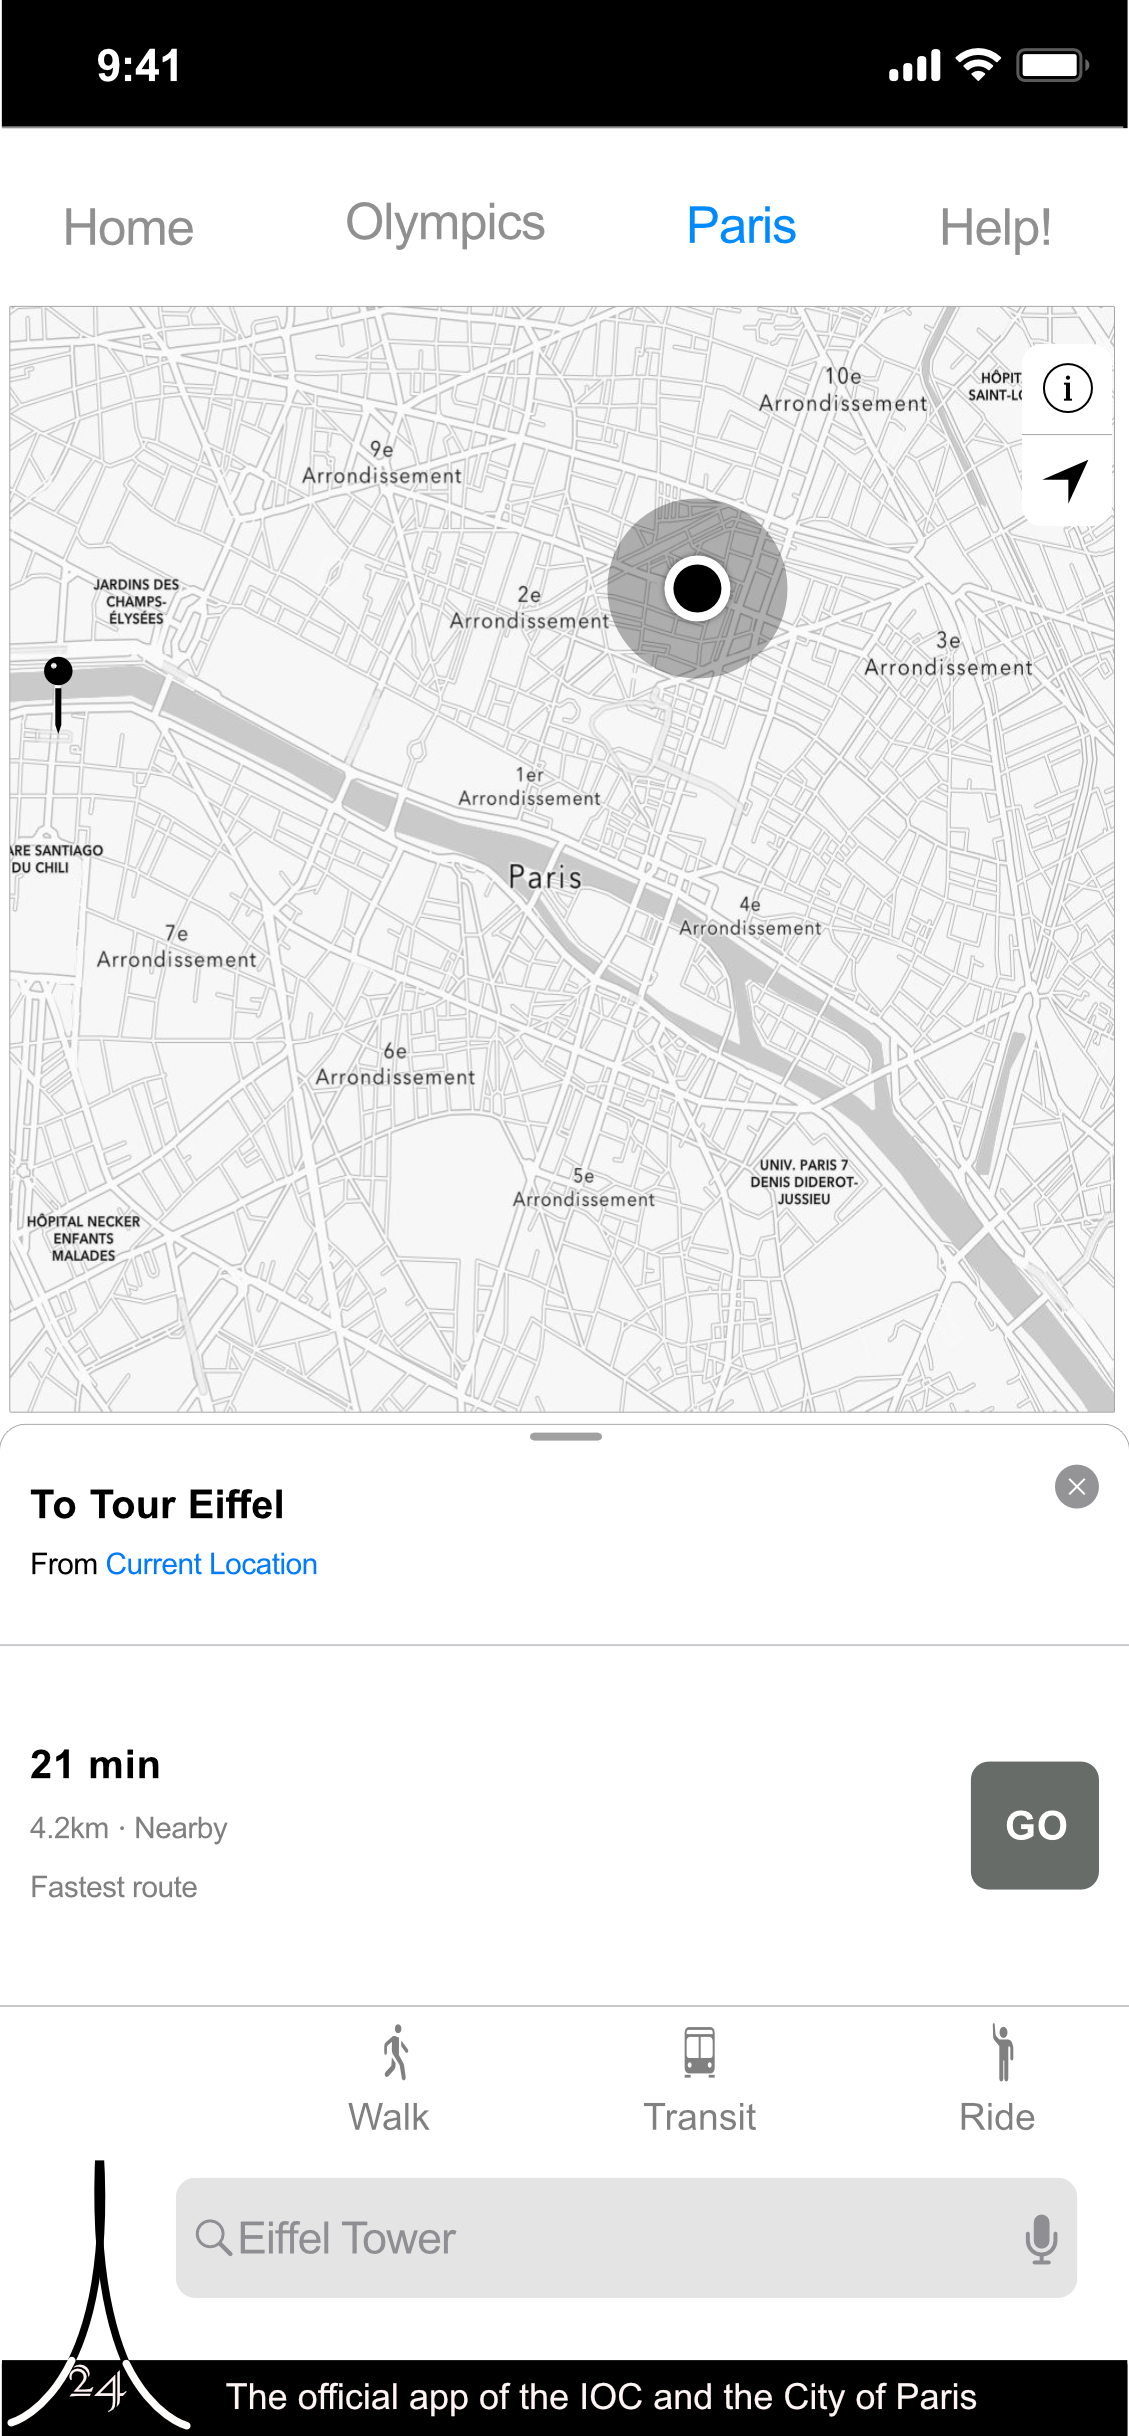 9:41
Home Olympics Paris Help!
10e
Arrondissement
HÔPIT
SAINT-LO
i
9e
Arrondissement
JARDINS DES
CHAMPS-
ÉLYSÉES
2e
Arrondissement
3e
Arrondissement
1er
Arrondissement
ARE SANTIAGO
DU CHILI
Paris
4e
Arrondissement
7e
Arrondissement
6e
Arrondissement
UNIV. PARIS 7
DENIS DIDEROT-
JUSSIEU
5e
Arrondissement
HÔPITAL NECKER
ENFANTS
MALADES
To Tour Eiffel
From Current Location
21 min
4.2km · Nearby
Fastest route
GO
Walk Transit Ride
Eiffel Tower
24
The official app of the IOC and the City of Paris